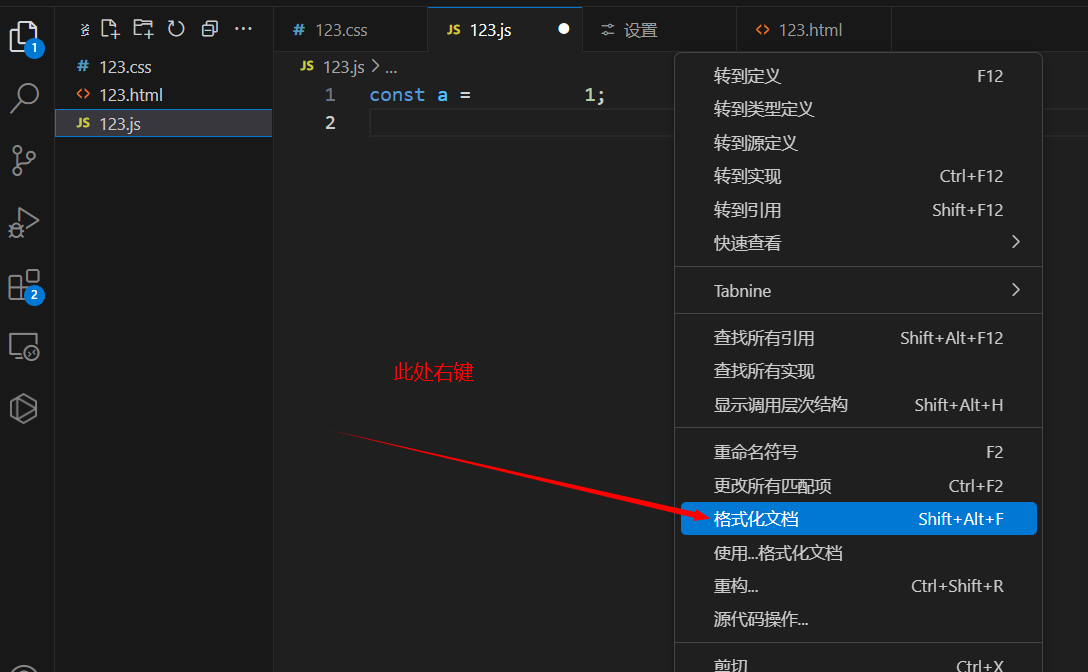 # 123.css
JS 123.js
设置
<> 123.html
1
# 123.css
<> 123.html
JS 123.js
JS 123.js > ...
1 const a = 1;
2
2
此处右键
转到定义 F12
转到类型定义
转到源定义
转到实现 Ctrl+F12
转到引用 Shift+F12
快速查看
Tabnine
查找所有引用 Shift+Alt+F12
查找所有实现
显示调用层次结构 Shift+Alt+H
重命名符号 F2
更改所有匹配项 Ctrl+F2
格式化文档 Shift+Alt+F
使用...格式化文档
重构... Ctrl+Shift+R
源代码操作...
剪切 Ctrl+X